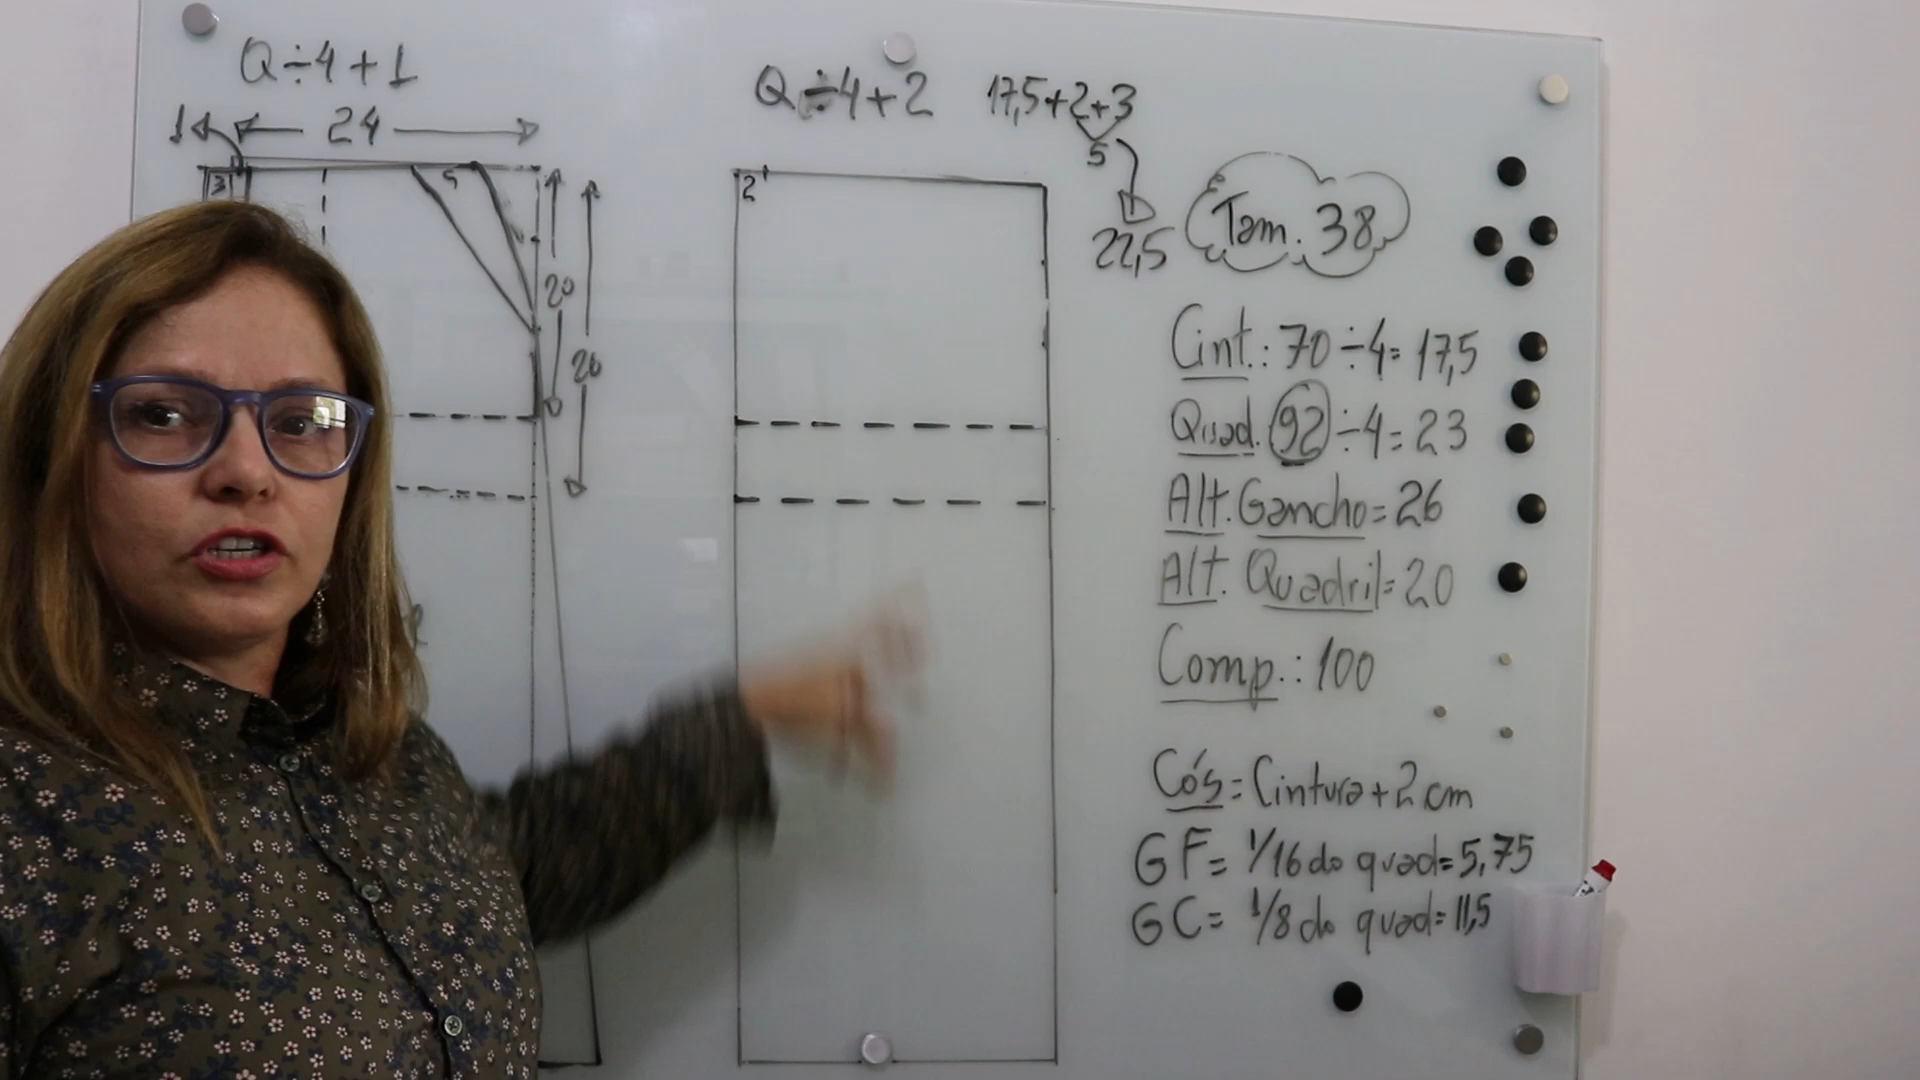 Q÷4+1
1
24
3
5
20
26
Q÷4+2
17,5+2+3
5
22,5
2
Tam. 38
Cint.: 70÷4=17,5
Quad. 92÷4=23
Alt. Gancho=26
Alt. Quadril=20
Comp.: 100
Cós=Cintura+2cm
GF= 1/16 do quad=5,75
GC= 1/8 do quad=11,5